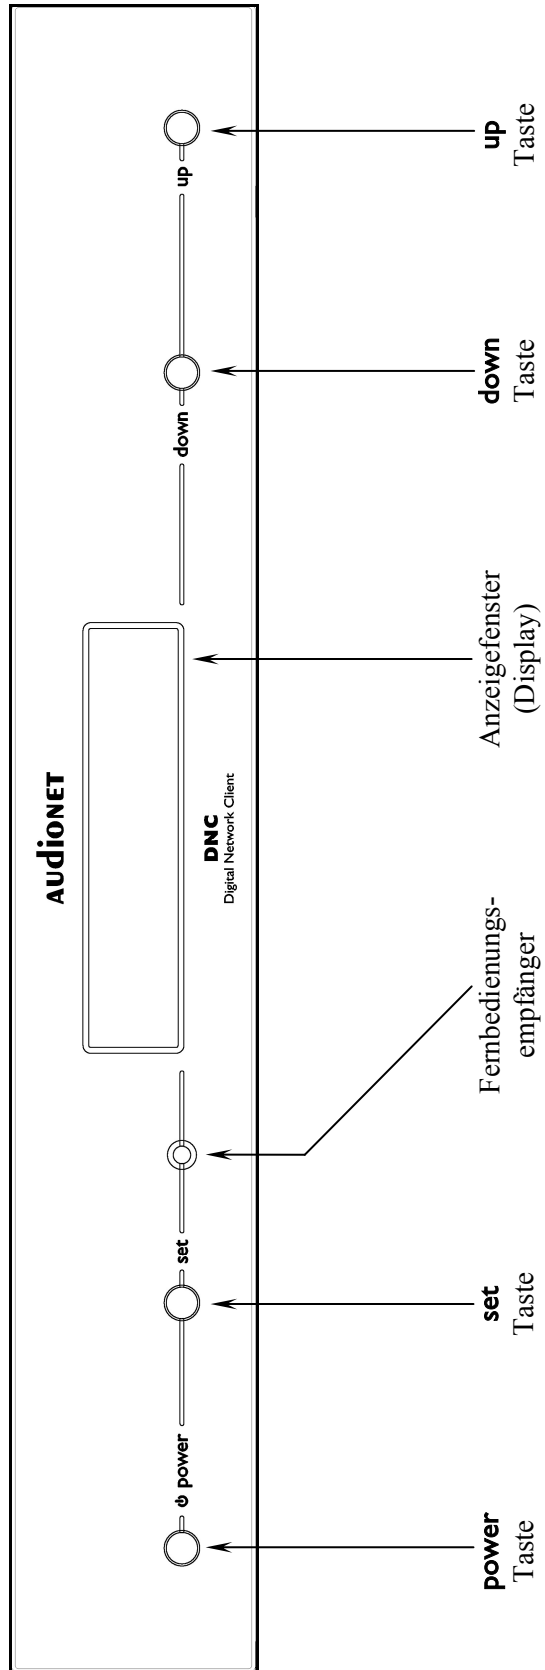 AUDIONET
power
set
down
up
DNC
Digital Network Client
power
Taste
set
Taste
Fernbedienungs-
empfänger
Anzeigefenster
(Display)
down
Taste
up
Taste